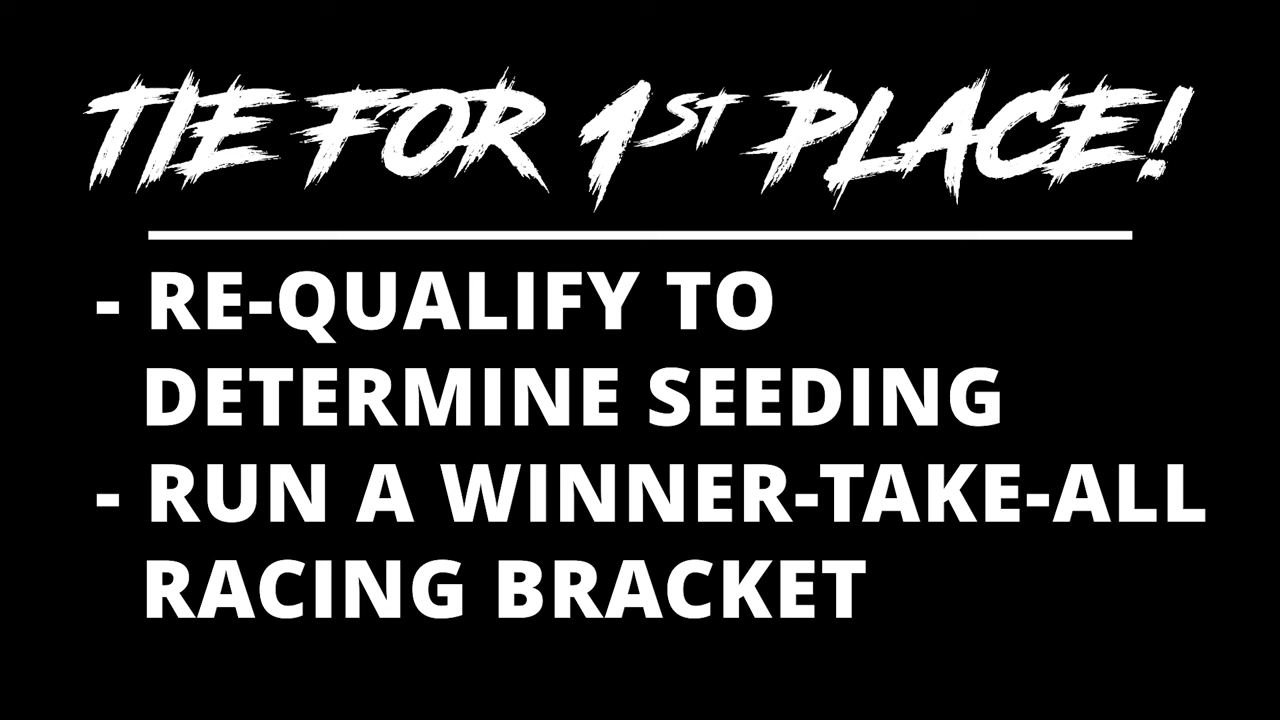 TIE FOR 1ST PLACE!
- RE-QUALIFY TO
DETERMINE SEEDING
- RUN A WINNER-TAKE-ALL
RACING BRACKET